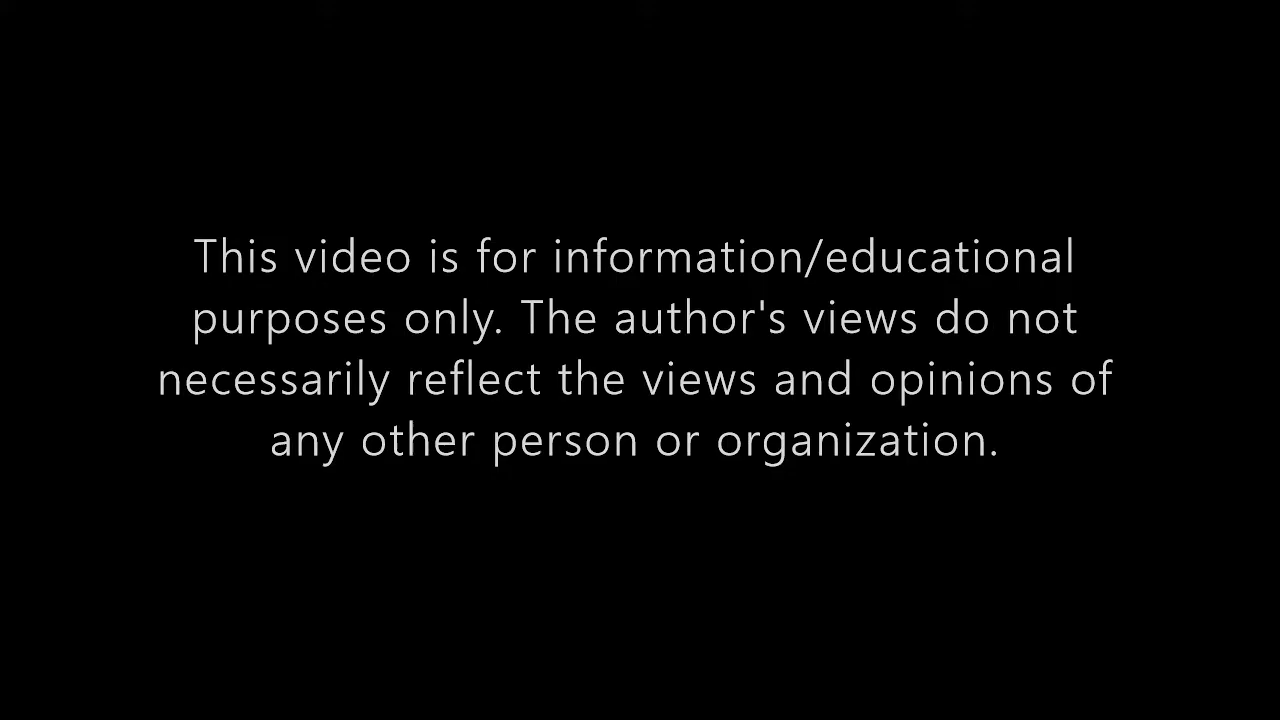 This video is for information/educational
purposes only. The author's views do not
necessarily reflect the views and opinions of
any other person or organization.